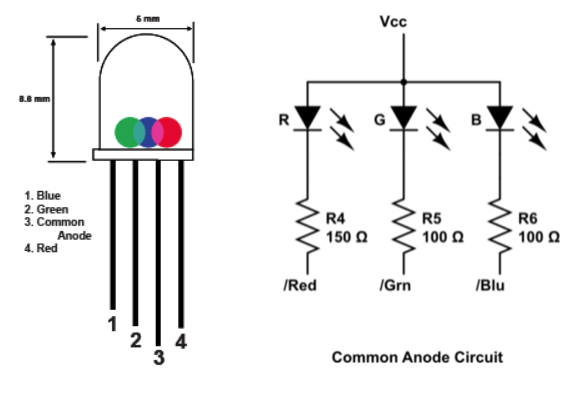 5 mm
8.8 mm
1. Blue
2. Green
3. Common
Anode
4. Red
1
2
3
4
Vcc
R
G
B
R4
150 Ω
R5
100 Ω
R6
100 Ω
/Red
/Grn
/Blu
Common Anode Circuit